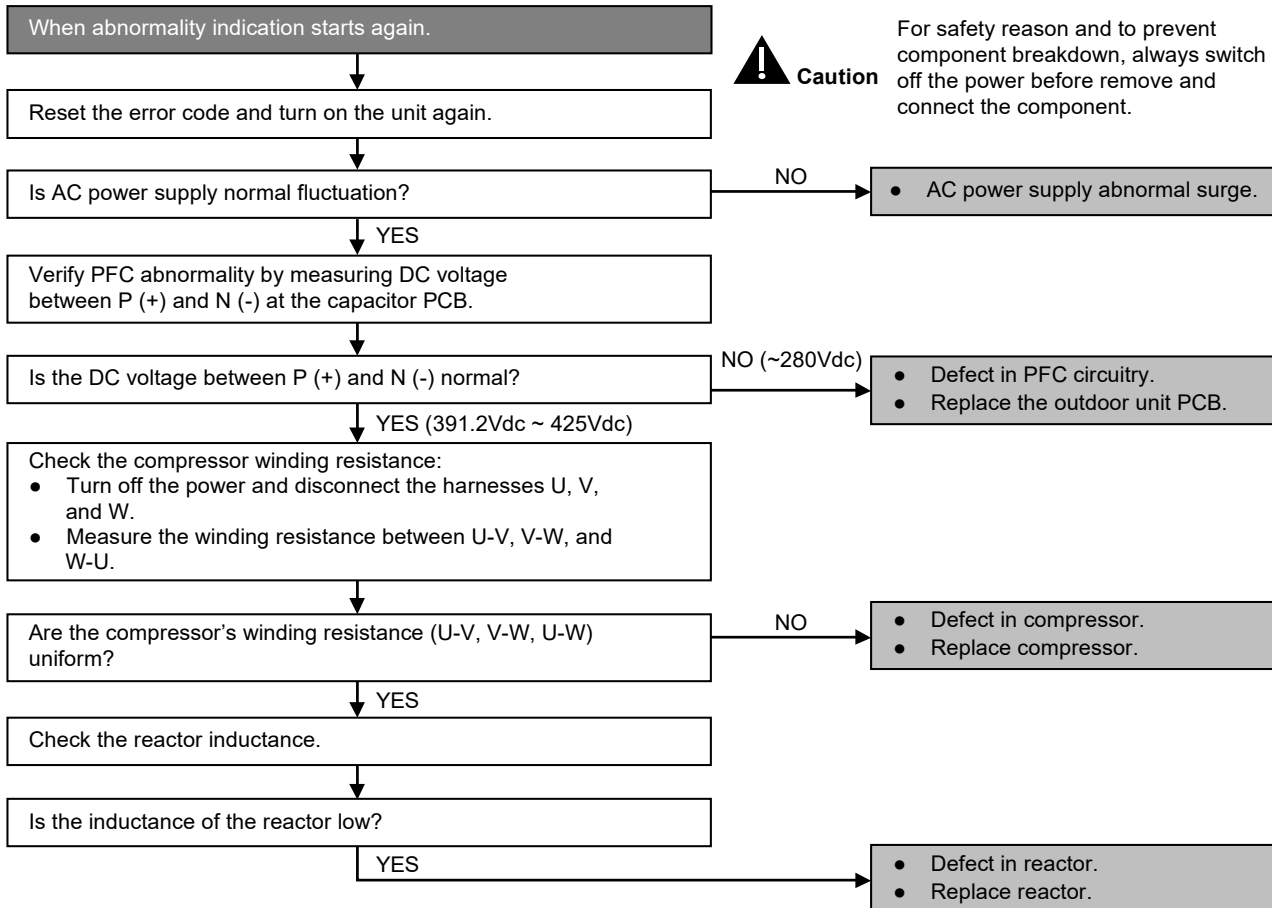 When abnormality indication starts again.
Caution
For safety reason and to prevent
component breakdown, always switch
off the power before remove and
connect the component.
Reset the error code and turn on the unit again.
Is AC power supply normal fluctuation?
NO
● AC power supply abnormal surge.
YES
Verify PFC abnormality by measuring DC voltage
between P (+) and N (-) at the capacitor PCB.
Is the DC voltage between P (+) and N (-) normal?
NO (~280Vdc)
● Defect in PFC circuitry.
● Replace the outdoor unit PCB.
YES (391.2Vdc ~ 425Vdc)
Check the compressor winding resistance:
● Turn off the power and disconnect the harnesses U, V,
and W.
● Measure the winding resistance between U-V, V-W, and
W-U.
Are the compressor’s winding resistance (U-V, V-W, U-W)
uniform?
NO
● Defect in compressor.
● Replace compressor.
YES
Check the reactor inductance.
Is the inductance of the reactor low?
YES
● Defect in reactor.
● Replace reactor.